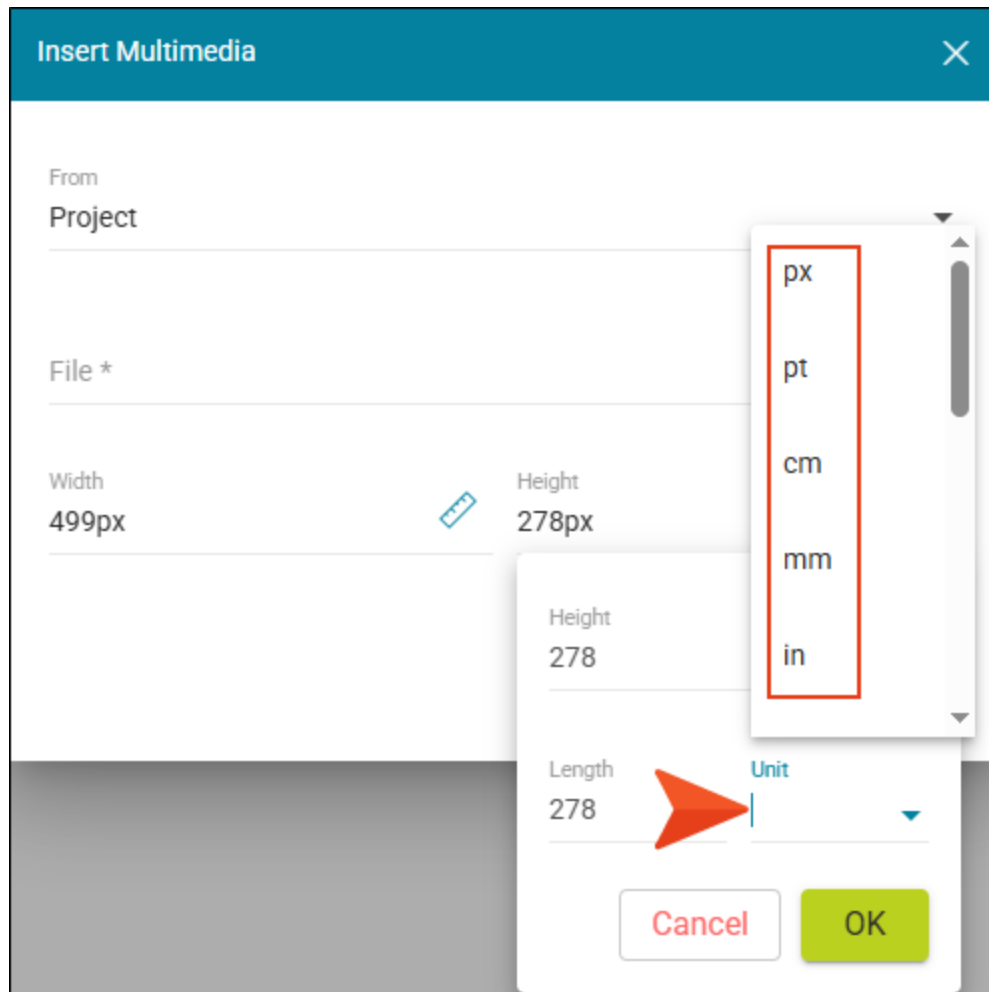 Insert Multimedia
From
Project
px
pt
File *
cm
Width
499px
Height
278px
mm
Height
278
in
Length
278
Unit
Cancel
OK